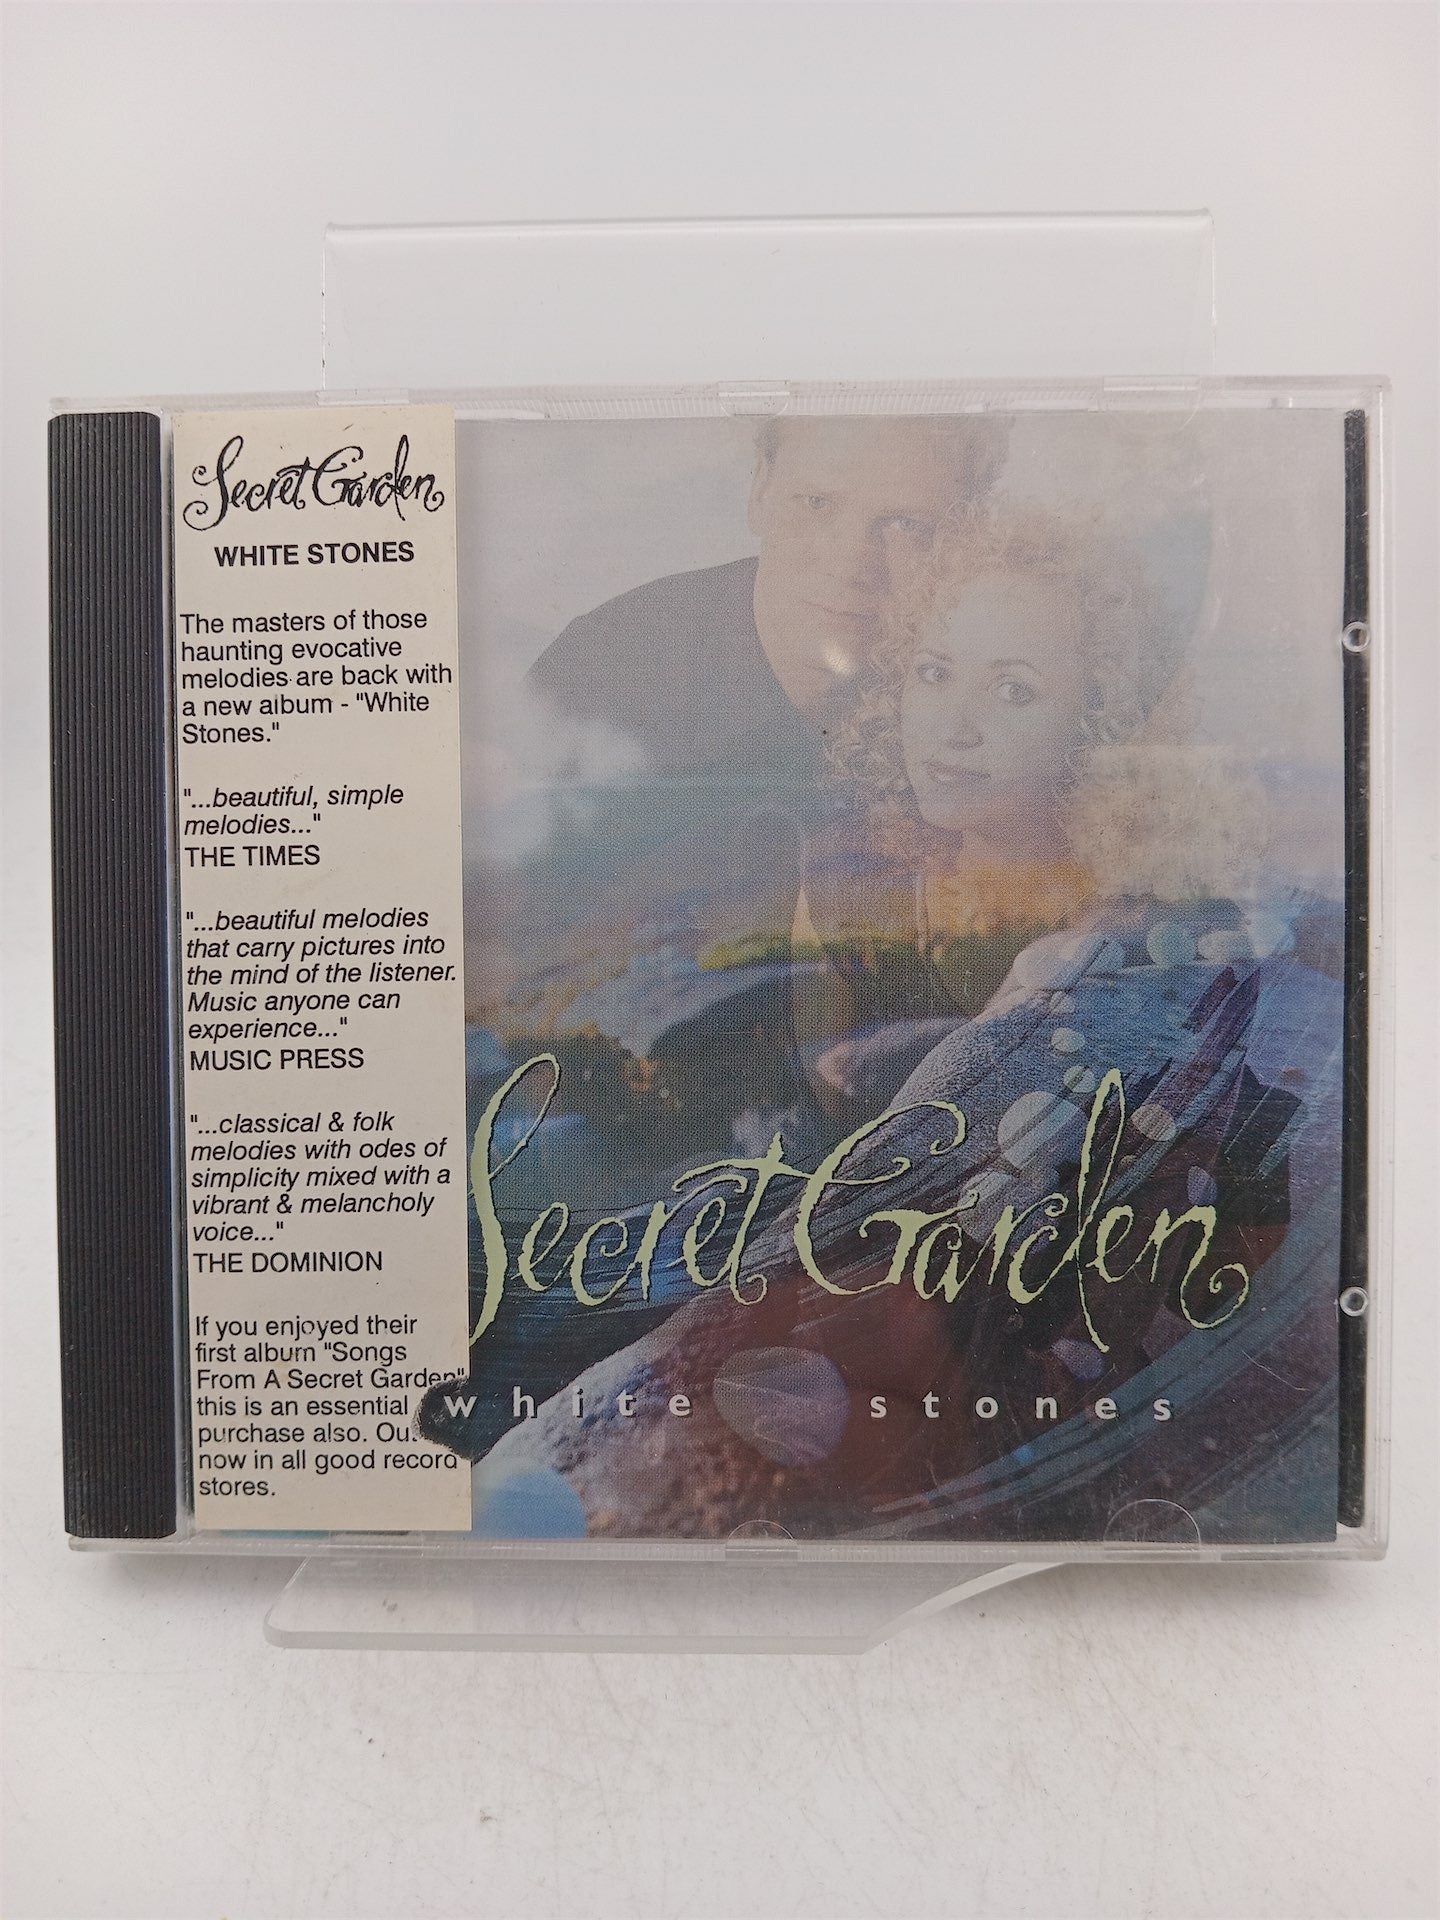 Secret Garden
WHITE STONES
The masters of those
haunting evocative
melodies are back with
a new album - "White
Stones."
"...beautiful, simple
melodies..."
THE TIMES
"...beautiful melodies
that carry pictures into
the mind of the listener.
Music anyone can
experience..."
MUSIC PRESS
"...classical & folk
melodies with odes of
simplicity mixed with a
vibrant & melancholy
voice..."
THE DOMINION
If you enjoyed their
first album "Songs
From A Secret Garden"
this is an essential
purchase also. Out
now in all good record
stores.
Secret Garden
white stones